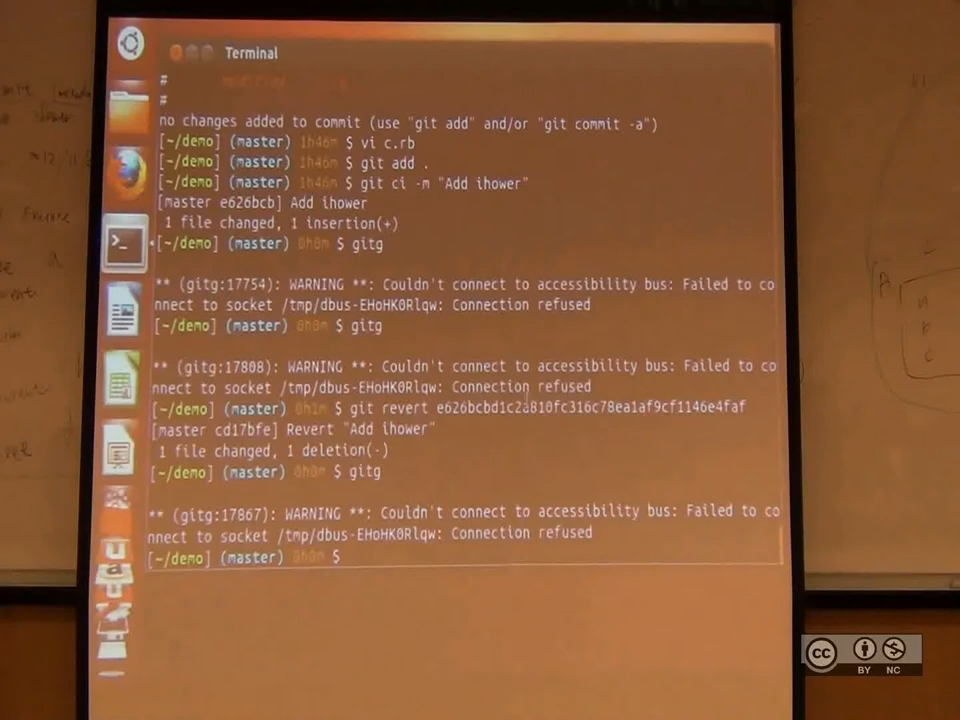 Terminal
#
#
no changes added to commit (use "git add" and/or "git commit -a")
[~/demo] (master) 1h46m $ vi c.rb
[~/demo] (master) 1h46m $ git add .
[~/demo] (master) 1h46m $ git ci -m "Add ihower"
[master e626bcb] Add ihower
1 file changed, 1 insertion(+)
[~/demo] (master) 0h0m $ gitg
** (gitg:17754): WARNING **: Couldn't connect to accessibility bus: Failed to co
nnect to socket /tmp/dbus-EHoHK0Rlqw: Connection refused
[~/demo] (master) 0h0m $ gitg
** (gitg:17808): WARNING **: Couldn't connect to accessibility bus: Failed to co
nnect to socket /tmp/dbus-EHoHK0Rlqw: Connection refused
[~/demo] (master) 0h1m $ git revert e626bcbd1c2a810fc316c78ea1af9cf1146e4faf
[master cd17bfe] Revert "Add ihower"
1 file changed, 1 deletion(-)
[~/demo] (master) 0h0m $ gitg
** (gitg:17867): WARNING **: Couldn't connect to accessibility bus: Failed to co
nnect to socket /tmp/dbus-EHoHK0Rlqw: Connection refused
[~/demo] (master) 0h0m $
A
cc
BY NC